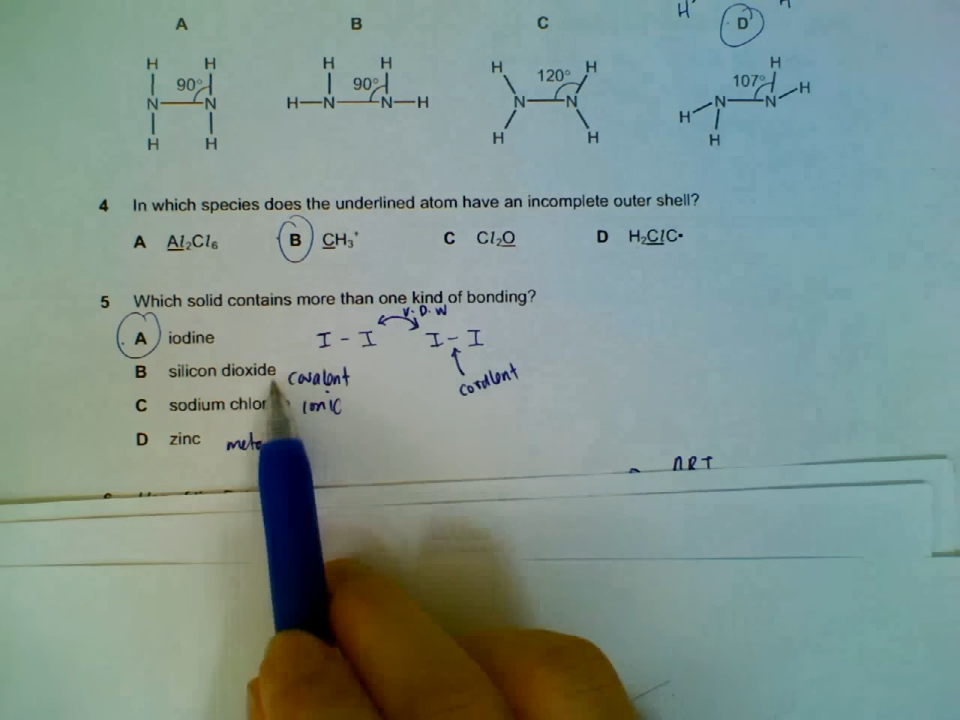 A B C D
H H H H H H H
90° 90° 120° 107°
N N H N N H N N N N H
H
H H H H H
4 In which species does the underlined atom have an incomplete outer shell?
A Al₂Cl₆ B CH₃⁺ C Cl₂O D H₂ClC•
5 Which solid contains more than one kind of bonding?
V.D.W
A iodine I - I I - I
B silicon dioxide covalent covalent
C sodium chlor ionic
D zinc